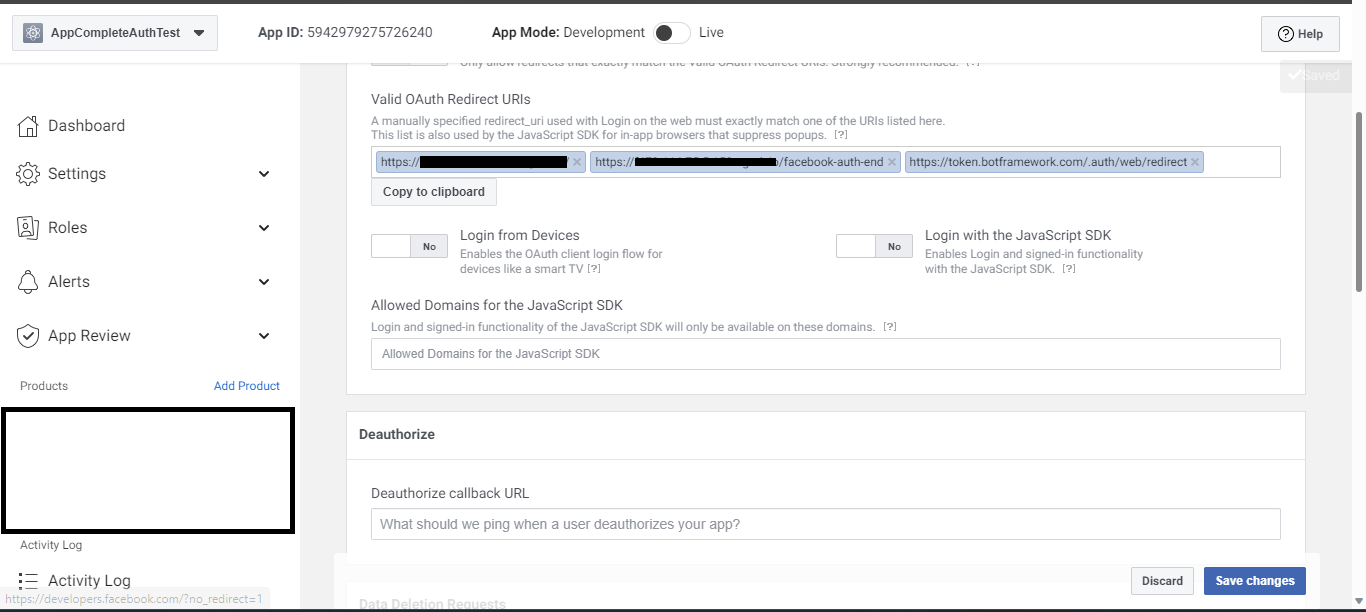 AppCompleteAuthTest App ID: 5942979275726240 App Mode: Development Live Help
Only allow redirects that exactly match the Valid OAuth Redirect URIs. Strongly recommended. [?]
Saved
Dashboard
Settings
Roles
Alerts
App Review
Products Add Product
Activity Log
Activity Log
https://developers.facebook.com/?no_redirect=1
Valid OAuth Redirect URIs
A manually specified redirect_uri used with Login on the web must exactly match one of the URIs listed here.
This list is also used by the JavaScript SDK for in-app browsers that suppress popups. [?]
https:// / × https:// /facebook-auth-end × https://token.botframework.com/.auth/web/redirect ×
Copy to clipboard
No
Login from Devices
Enables the OAuth client login flow for
devices like a smart TV [?]
No
Login with the JavaScript SDK
Enables Login and signed-in functionality
with the JavaScript SDK. [?]
Allowed Domains for the JavaScript SDK
Login and signed-in functionality of the JavaScript SDK will only be available on these domains. [?]
Allowed Domains for the JavaScript SDK
Deauthorize
Deauthorize callback URL
What should we ping when a user deauthorizes your app?
Discard Save changes
Data Deletion Requests